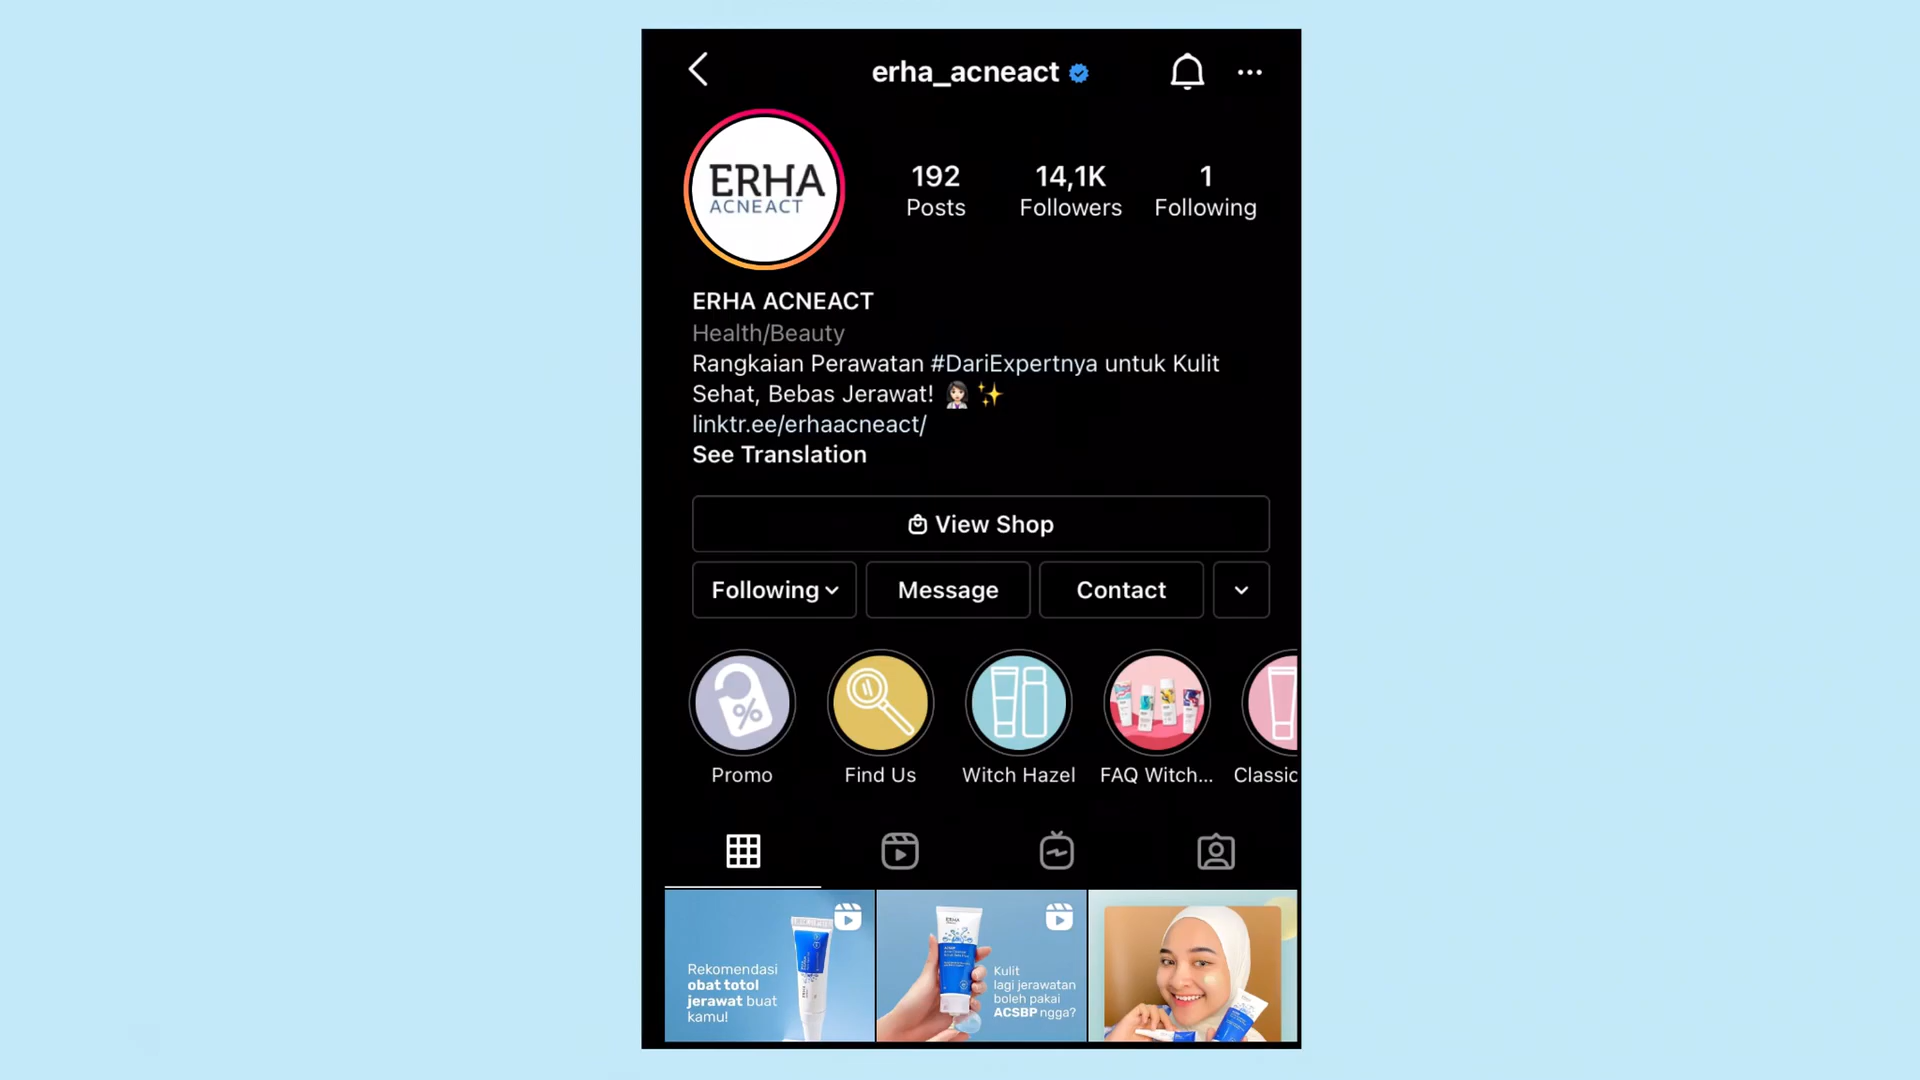 erha_acneact
ERHA
ACNEACT
192
Posts
14,1K
Followers
1
Following
ERHA ACNEACT
Health/Beauty
Rangkaian Perawatan #DariExpertnya untuk Kulit
Sehat, Bebas Jerawat! 👩🏻‍⚕️ ✨
linktr.ee/erhaacneact/
See Translation
View Shop
Following
Message
Contact
%
Promo
Find Us
Witch Hazel
FAQ Witch...
Classic
Rekomendasi
obat totol
jerawat buat
kamu!
ERHA
Kulit
lagi jerawatan
boleh pakai
ACSBP ngga?